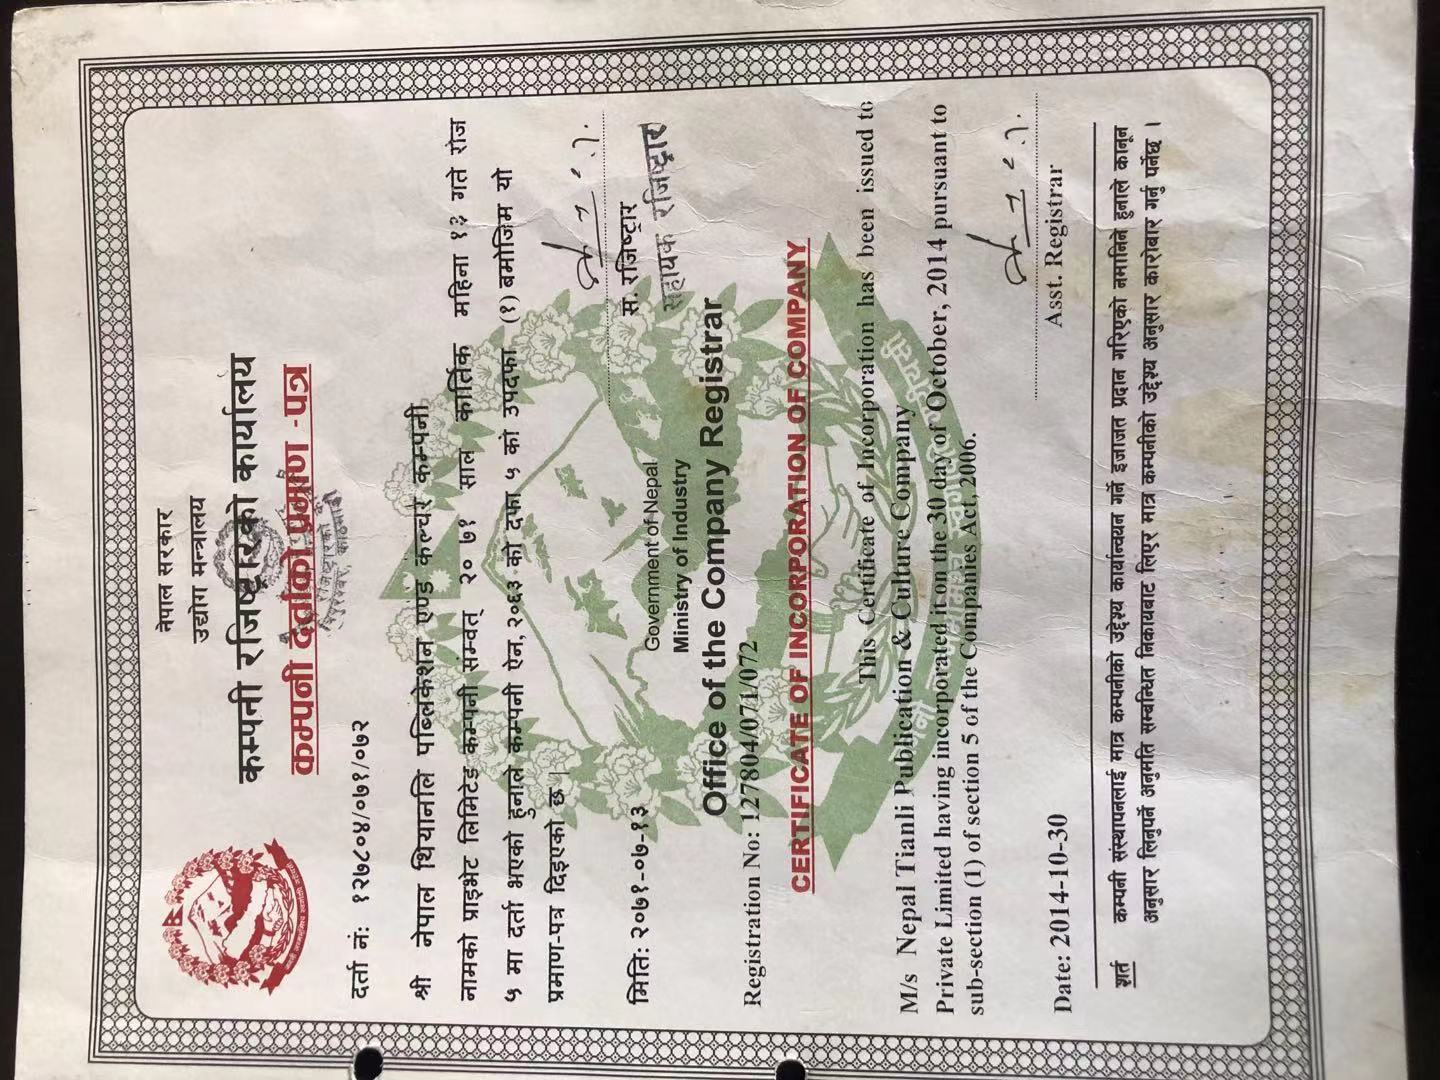 नेपाल सरकार
उद्योग मन्त्रालय
कम्पनी रजिष्ट्रारको कार्यालय
कम्पनी दर्ताको प्रमाण -पत्र
दर्ता नं: १२७८०४/०७१/०७२
श्री नेपाल थियानलि पब्लिकेशन एण्ड कल्चर कम्पनी
नामको प्राइभेट लिमिटेड कम्पनी संम्वत् २०७१ साल कार्तिक महिना १३ गते रोज
५ मा दर्ता भएको हुनाले कम्पनी ऐन, २०६३ को दफा ५ को उपदफा (१) बमोजिम यो
प्रमाण-पत्र दिइएको छ ।
मिति: २०७१-०७-१३
स. रजिष्ट्रार
सहायक रजिष्ट्रार
Government of Nepal
Ministry of Industry
Office of the Company Registrar
Registration No: 127804/071/072
CERTIFICATE OF INCORPORATION OF COMPANY
This Certificate of Incorporation has been issued to
M/s Nepal Tianli Publication & Culture Company
Private Limited having incorporated it on the 30 day of October, 2014 pursuant to
sub-section (1) of section 5 of the Companies Act, 2006.
Asst. Registrar
Date: 2014-10-30
शर्त कम्पनी संस्थापनलाई मात्र कम्पनीको उद्देश्य कार्यान्वयन गर्ने इजाजत प्रदान गरिएको नमानिने हुनाले कानून
अनुसार लिनुपर्ने अनुमति सम्बन्धित निकायबाट लिएर मात्र कम्पनीको उद्देश्य अनुसार कारोबार गर्नु पर्नेछ ।